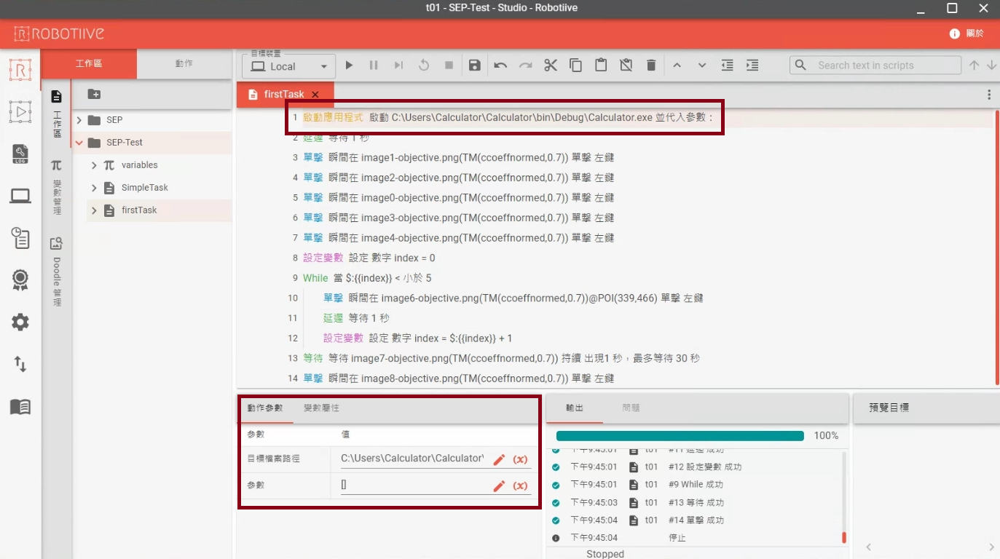 t01 - SEP-Test - Studio - Robotiive
ROBOTIIVE
關於
工作區
動作
目標裝置
Local
Search text in scripts
工作區
變數管理
Doodle 管理
SEP
SEP-Test
variables
SimpleTask
firstTask
firstTask
1 啟動應用程式 啟動 C:\Users\Calculator\Calculator\bin\Debug\Calculator.exe 並代入參數：
2 延遲 等待 1 秒
3 單擊 瞬間在 image1-objective.png(TM(ccoeffnormed,0.7)) 單擊 左鍵
4 單擊 瞬間在 image2-objective.png(TM(ccoeffnormed,0.7)) 單擊 左鍵
5 單擊 瞬間在 image0-objective.png(TM(ccoeffnormed,0.7)) 單擊 左鍵
6 單擊 瞬間在 image3-objective.png(TM(ccoeffnormed,0.7)) 單擊 左鍵
7 單擊 瞬間在 image4-objective.png(TM(ccoeffnormed,0.7)) 單擊 左鍵
8 設定變數 設定 數字 index = 0
9 While 當 $:{{index}} < 小於 5
10 單擊 瞬間在 image6-objective.png(TM(ccoeffnormed,0.7))@POI(339,466) 單擊 左鍵
11 延遲 等待 1 秒
12 設定變數 設定 數字 index = $:{{index}} + 1
13 等待 等待 image7-objective.png(TM(ccoeffnormed,0.7)) 持續 出現1 秒，最多等待 30 秒
14 單擊 瞬間在 image8-objective.png(TM(ccoeffnormed,0.7)) 單擊 左鍵
動作參數 變數屬性
參數 值
目標檔案路徑 C:\Users\Calculator\Calculator\ (x)
參數 [] (x)
輸出 問題
100%
下午9:45:01 t01 #11 延遲 成功
下午9:45:01 t01 #12 設定變數 成功
下午9:45:01 t01 #9 While 成功
下午9:45:03 t01 #13 等待 成功
下午9:45:04 t01 #14 單擊 成功
下午9:45:04 停止
Stopped
預覽目標
LOG